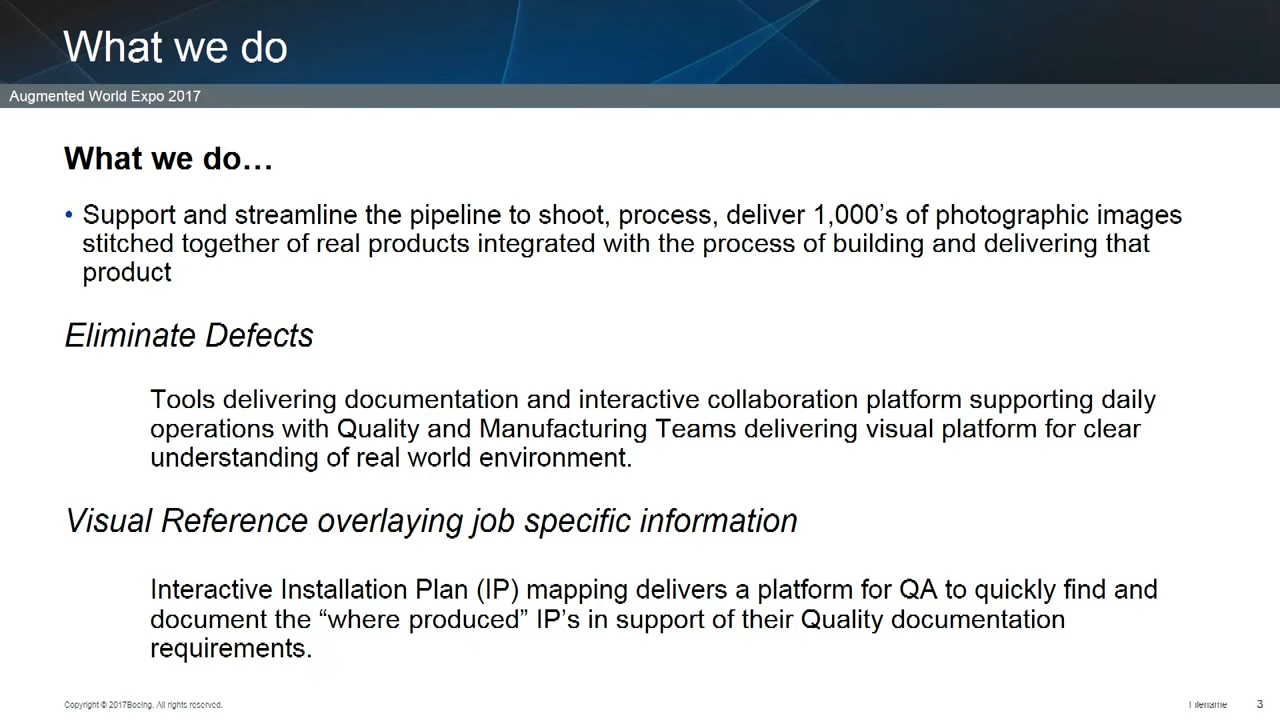 What we do
Augmented World Expo 2017
What we do…
• Support and streamline the pipeline to shoot, process, deliver 1,000’s of photographic images
stitched together of real products integrated with the process of building and delivering that
product
Eliminate Defects
Tools delivering documentation and interactive collaboration platform supporting daily
operations with Quality and Manufacturing Teams delivering visual platform for clear
understanding of real world environment.
Visual Reference overlaying job specific information
Interactive Installation Plan (IP) mapping delivers a platform for QA to quickly find and
document the “where produced” IP’s in support of their Quality documentation
requirements.
Copyright © 2017Boeing. All rights reserved.
Filename 3